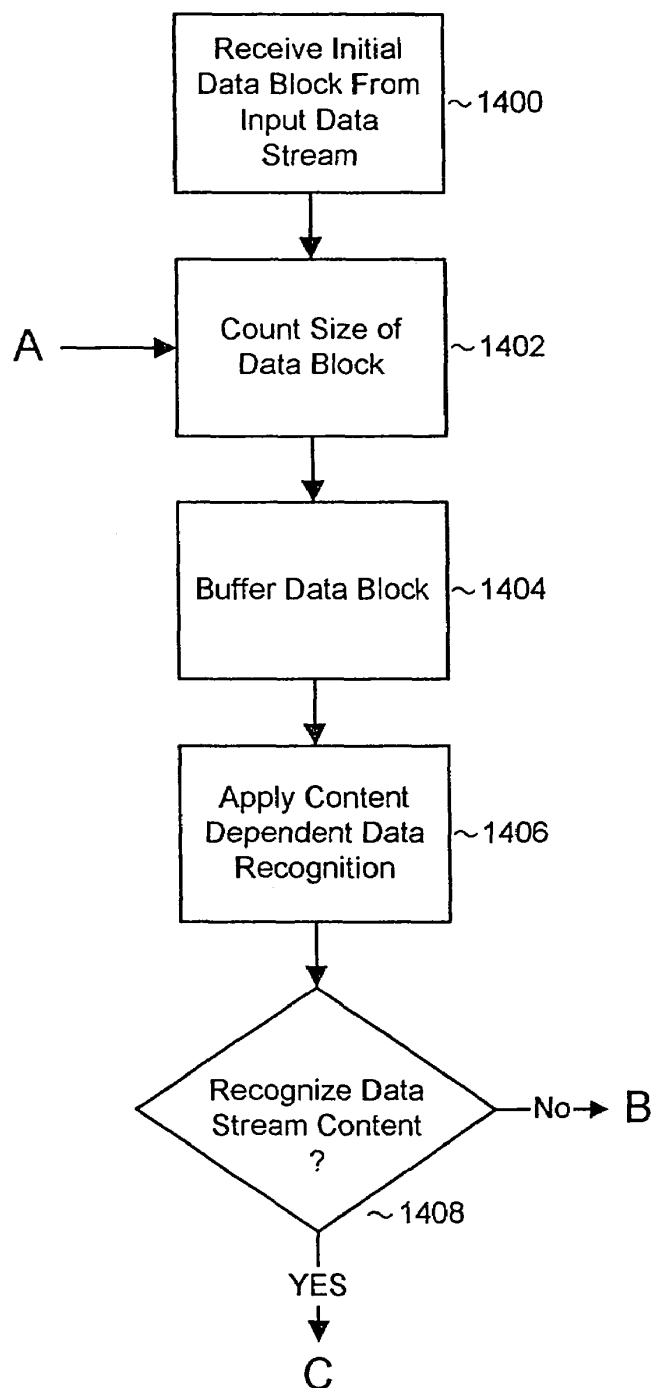 Receive Initial
Data Block From
Input Data
Stream
~1400
A
Count Size of
Data Block
~1402
Buffer Data Block
~1404
Apply Content
Dependent Data
Recognition
~1406
Recognize Data
Stream Content
?
No
B
~1408
YES
C